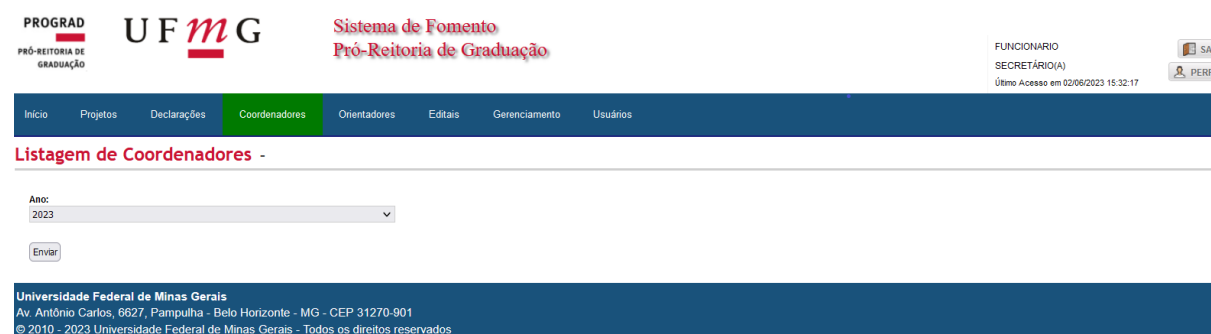 PROGRAD
PRÓ-REITORIA DE
GRADUAÇÃO
UFmG
Sistema de Fomento
Pró-Reitoria de Graduação
FUNCIONARIO
SECRETÁRIO(A)
Último Acesso em 02/06/2023 15:32:17
SA
PERF
Início Projetos Declarações Coordenadores Orientadores Editais Gerenciamento Usuários
Listagem de Coordenadores -
Ano:
2023
Enviar
Universidade Federal de Minas Gerais
Av. Antônio Carlos, 6627, Pampulha - Belo Horizonte - MG - CEP 31270-901
© 2010 - 2023 Universidade Federal de Minas Gerais - Todos os direitos reservados